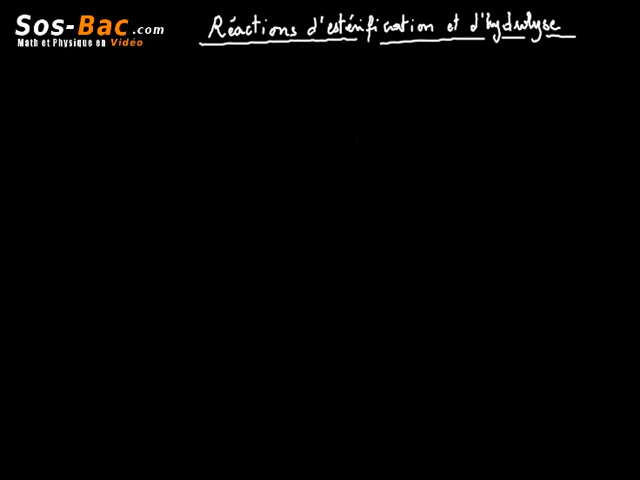 Sos-Bac.com
Math et Physique en Vidéo
Réactions d'estérification et d'hydrolyse